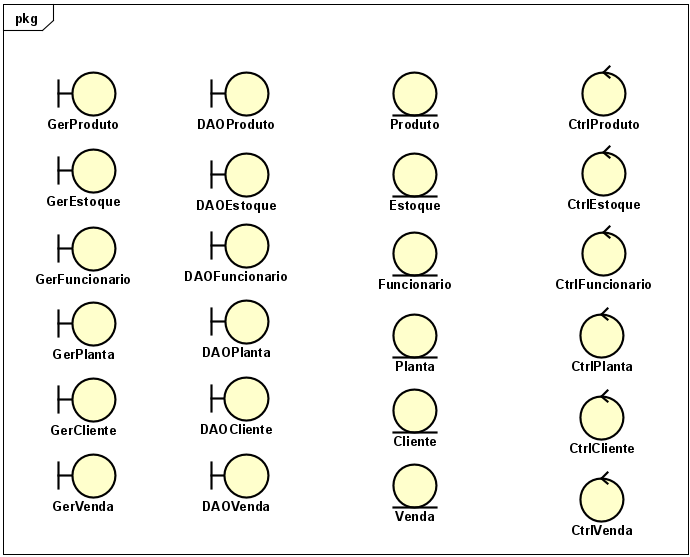 pkg
GerProduto
DAOProduto
Produto
CtrlProduto
GerEstoque
DAOEstoque
Estoque
CtrlEstoque
GerFuncionario
DAOFuncionario
Funcionario
CtrlFuncionario
GerPlanta
DAOPlanta
Planta
CtrlPlanta
GerCliente
DAOCliente
Cliente
CtrlCliente
GerVenda
DAOVenda
Venda
CtrlVenda